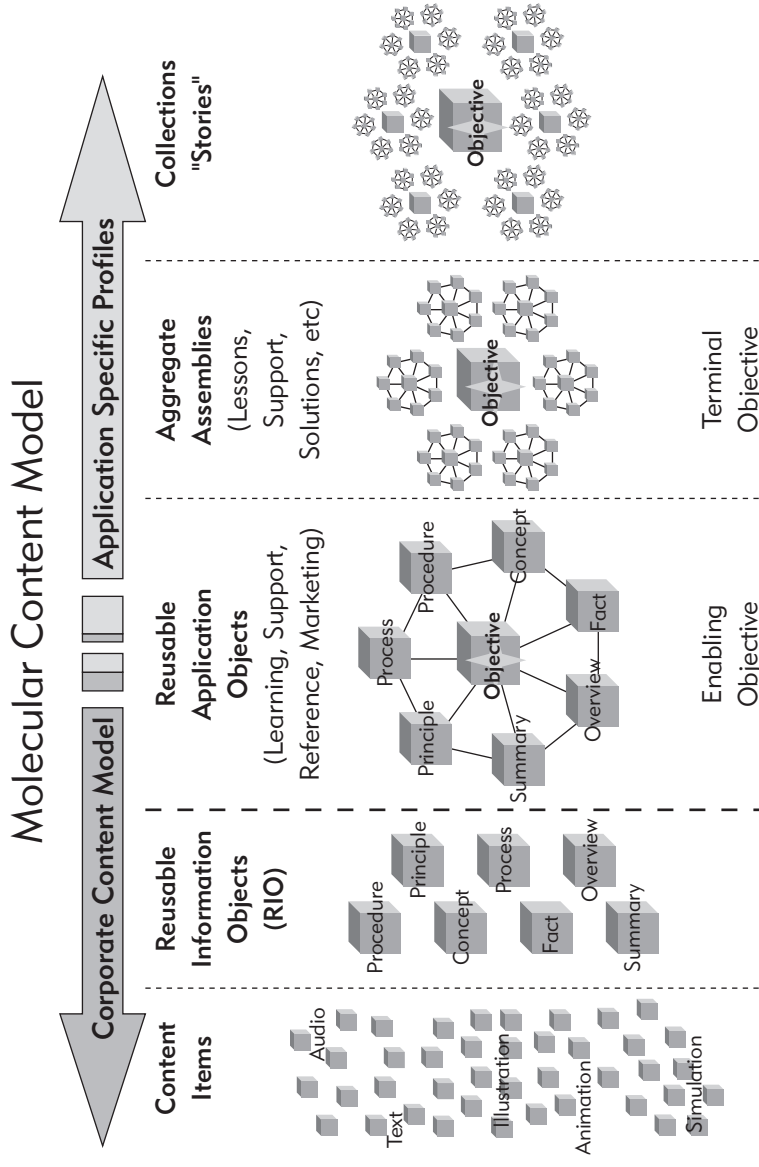 Molecular Content Model
Corporate Content Model
Application Specific Profiles
Content
Items
Text
Audio
Illustration
Animation
Simulation
Reusable
Information
Objects
(RIO)
Procedure
Principle
Concept
Process
Fact
Overview
Summary
Reusable
Application
Objects
(Learning, Support,
Reference, Marketing)
Process
Principle
Procedure
Objective
Summary
Concept
Overview
Fact
Enabling
Objective
Aggregate
Assemblies
(Lessons,
Support,
Solutions, etc)
Objective
Terminal
Objective
Collections
"Stories"
Objective